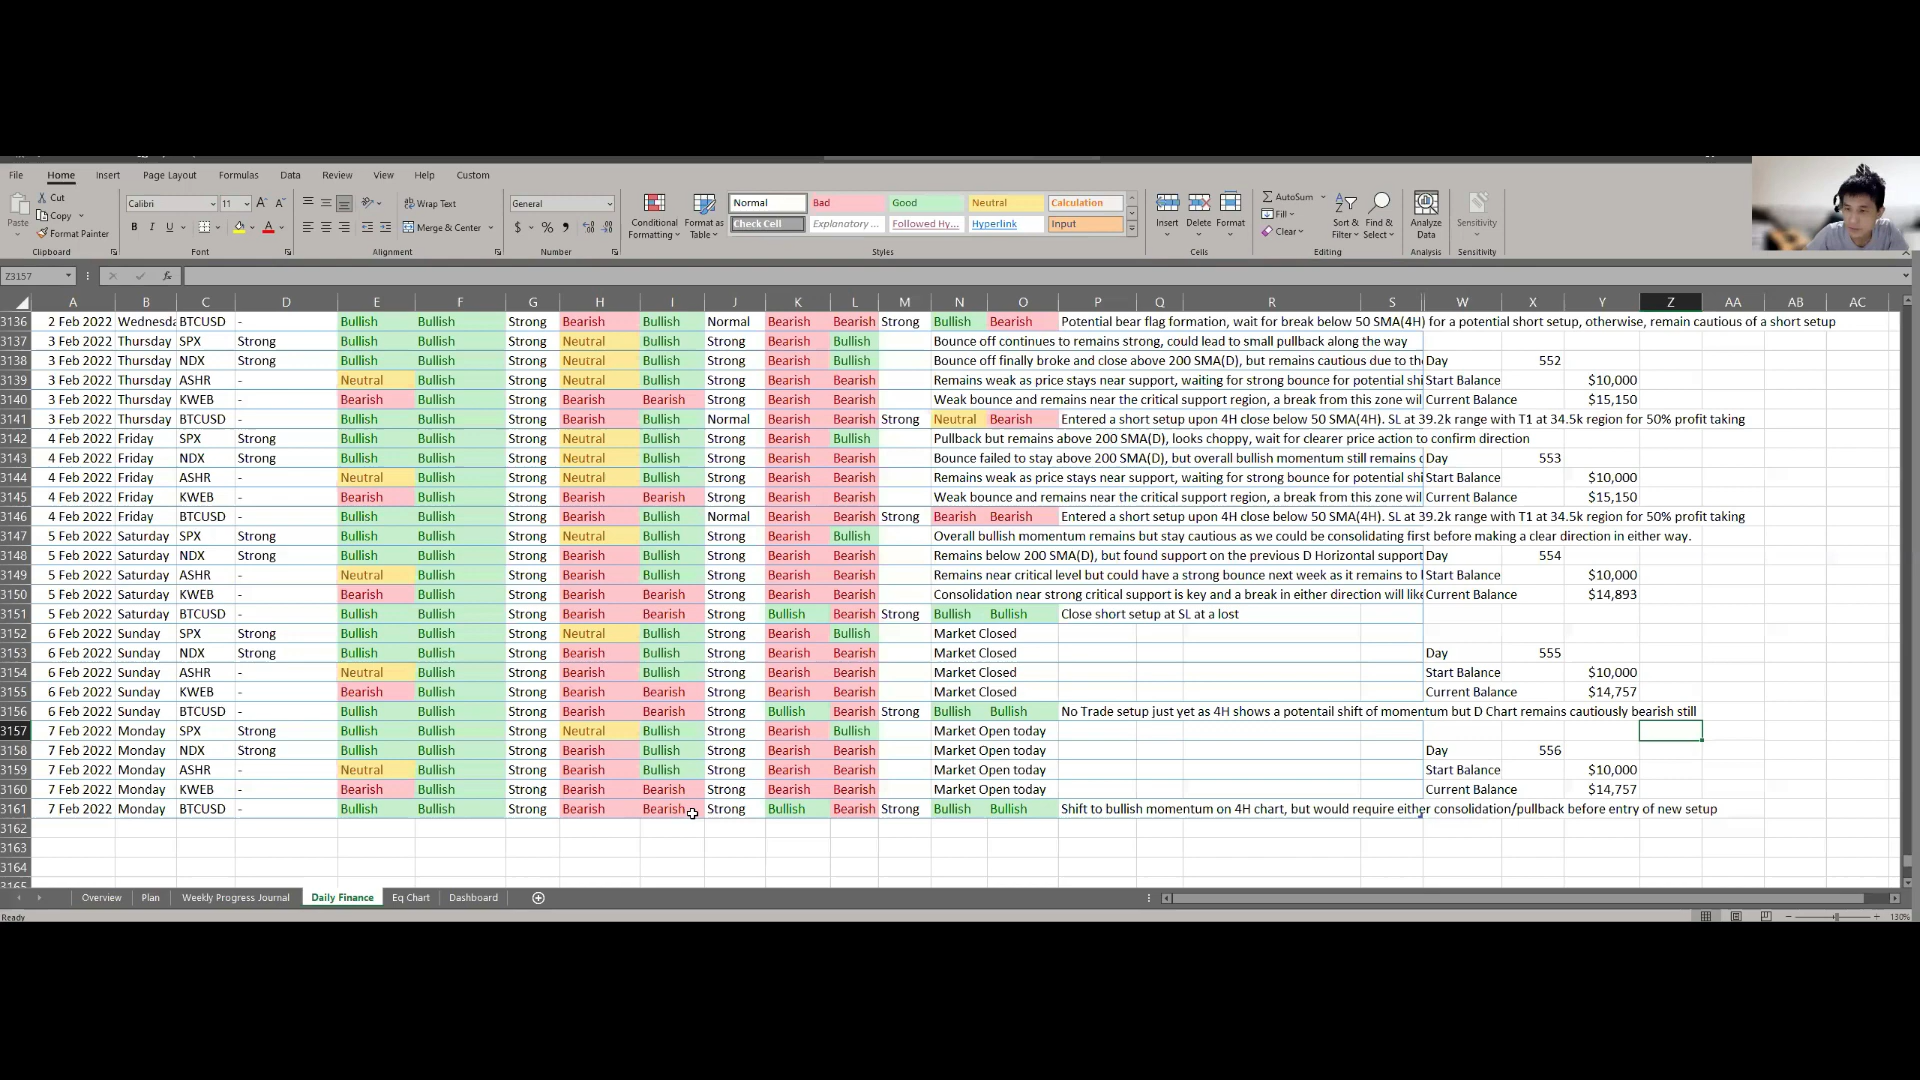 File Home Insert Page Layout Formulas Data Review View Help Custom
Cut
Copy
Format Painter
Paste
Calibri 11
B I U
Wrap Text
Merge & Center
General
$ %
Conditional Formatting
Format as Table
Normal Bad Good Neutral Calculation
Check Cell Explanatory ... Followed Hy... Hyperlink Input
Insert Delete Format
AutoSum
Fill
Clear
Sort & Filter
Find & Select
Analyze Data
Sensitivity
Clipboard Font Alignment Number Styles Cells Editing Analysis Sensitivity
Z3157 fx
A B C D E F G H I J K L M N O P Q R S W X Y Z AA AB AC
3136 2 Feb 2022 Wednesda BTCUSD - Bullish Bullish Strong Bearish Bullish Normal Bearish Bearish Strong Bullish Bearish Potential bear flag formation, wait for break below 50 SMA(4H) for a potential short setup, otherwise, remain cautious of a short setup
3137 3 Feb 2022 Thursday SPX Strong Bullish Bullish Strong Neutral Bullish Strong Bearish Bullish Bounce off continues to remains strong, could lead to small pullback along the way
3138 3 Feb 2022 Thursday NDX Strong Bullish Bullish Strong Neutral Bullish Strong Bearish Bullish Bounce off finally broke and close above 200 SMA(D), but remains cautious due to the Day 552
3139 3 Feb 2022 Thursday ASHR - Neutral Bullish Strong Neutral Bullish Strong Bearish Bearish Remains weak as price stays near support, waiting for strong bounce for potential shi Start Balance $10,000
3140 3 Feb 2022 Thursday KWEB - Bearish Bullish Strong Bearish Bearish Strong Bearish Bearish Weak bounce and remains near the critical support region, a break from this zone will Current Balance $15,150
3141 3 Feb 2022 Thursday BTCUSD - Bullish Bullish Strong Bearish Bullish Normal Bearish Bearish Strong Neutral Bearish Entered a short setup upon 4H close below 50 SMA(4H). SL at 39.2k range with T1 at 34.5k region for 50% profit taking
3142 4 Feb 2022 Friday SPX Strong Bullish Bullish Strong Neutral Bullish Strong Bearish Bullish Pullback but remains above 200 SMA(D), looks choppy, wait for clearer price action to confirm direction
3143 4 Feb 2022 Friday NDX Strong Bullish Bullish Strong Neutral Bullish Strong Bearish Bearish Bounce failed to stay above 200 SMA(D), but overall bullish momentum still remains c Day 553
3144 4 Feb 2022 Friday ASHR - Neutral Bullish Strong Neutral Bullish Strong Bearish Bearish Remains weak as price stays near support, waiting for strong bounce for potential shi Start Balance $10,000
3145 4 Feb 2022 Friday KWEB - Bearish Bullish Strong Bearish Bearish Strong Bearish Bearish Weak bounce and remains near the critical support region, a break from this zone wil Current Balance $15,150
3146 4 Feb 2022 Friday BTCUSD - Bullish Bullish Strong Bearish Bullish Normal Bearish Bearish Strong Bearish Bearish Entered a short setup upon 4H close below 50 SMA(4H). SL at 39.2k range with T1 at 34.5k region for 50% profit taking
3147 5 Feb 2022 Saturday SPX Strong Bullish Bullish Strong Neutral Bullish Strong Bearish Bullish Overall bullish momentum remains but stay cautious as we could be consolidating first before making a clear direction in either way.
3148 5 Feb 2022 Saturday NDX Strong Bullish Bullish Strong Bearish Bullish Strong Bearish Bearish Remains below 200 SMA(D), but found support on the previous D Horizontal support Day 554
3149 5 Feb 2022 Saturday ASHR - Neutral Bullish Strong Bearish Bullish Strong Bearish Bearish Remains near critical level but could have a strong bounce next week as it remains to Start Balance $10,000
3150 5 Feb 2022 Saturday KWEB - Bearish Bullish Strong Bearish Bearish Strong Bearish Bearish Consolidation near strong critical support is key and a break in either direction will like Current Balance $14,893
3151 5 Feb 2022 Saturday BTCUSD - Bullish Bullish Strong Bearish Bearish Strong Bullish Bearish Strong Bullish Bullish Close short setup at SL at a lost
3152 6 Feb 2022 Sunday SPX Strong Bullish Bullish Strong Neutral Bullish Strong Bearish Bullish Market Closed
3153 6 Feb 2022 Sunday NDX Strong Bullish Bullish Strong Bearish Bullish Strong Bearish Bearish Market Closed Day 555
3154 6 Feb 2022 Sunday ASHR - Neutral Bullish Strong Bearish Bullish Strong Bearish Bearish Market Closed Start Balance $10,000
3155 6 Feb 2022 Sunday KWEB - Bearish Bullish Strong Bearish Bearish Strong Bearish Bearish Market Closed Current Balance $14,757
3156 6 Feb 2022 Sunday BTCUSD - Bullish Bullish Strong Bearish Bearish Strong Bullish Bearish Strong Bullish Bullish No Trade setup just yet as 4H shows a potentail shift of momentum but D Chart remains cautiously bearish still
3157 7 Feb 2022 Monday SPX Strong Bullish Bullish Strong Neutral Bullish Strong Bearish Bullish Market Open today
3158 7 Feb 2022 Monday NDX Strong Bullish Bullish Strong Bearish Bullish Strong Bearish Bearish Market Open today Day 556
3159 7 Feb 2022 Monday ASHR - Neutral Bullish Strong Bearish Bullish Strong Bearish Bearish Market Open today Start Balance $10,000
3160 7 Feb 2022 Monday KWEB - Bearish Bullish Strong Bearish Bearish Strong Bearish Bearish Market Open today Current Balance $14,757
3161 7 Feb 2022 Monday BTCUSD - Bullish Bullish Strong Bearish Bearish Strong Bullish Bearish Strong Bullish Bullish Shift to bullish momentum on 4H chart, but would require either consolidation/pullback before entry of new setup
3162
3163
3164
3165
Overview Plan Weekly Progress Journal Daily Finance Eq Chart Dashboard
Ready 130%